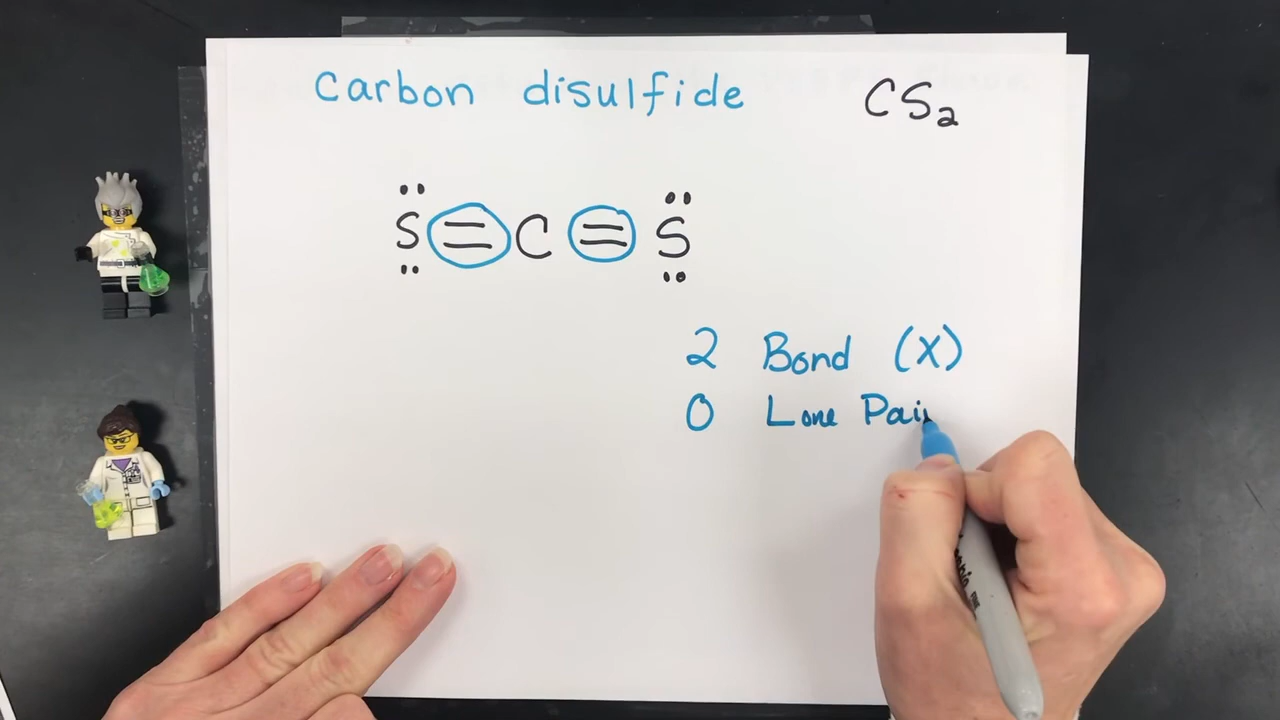 Carbon disulfide CS₂
S = C = S
2 Bond (X)
0 Lone Pai